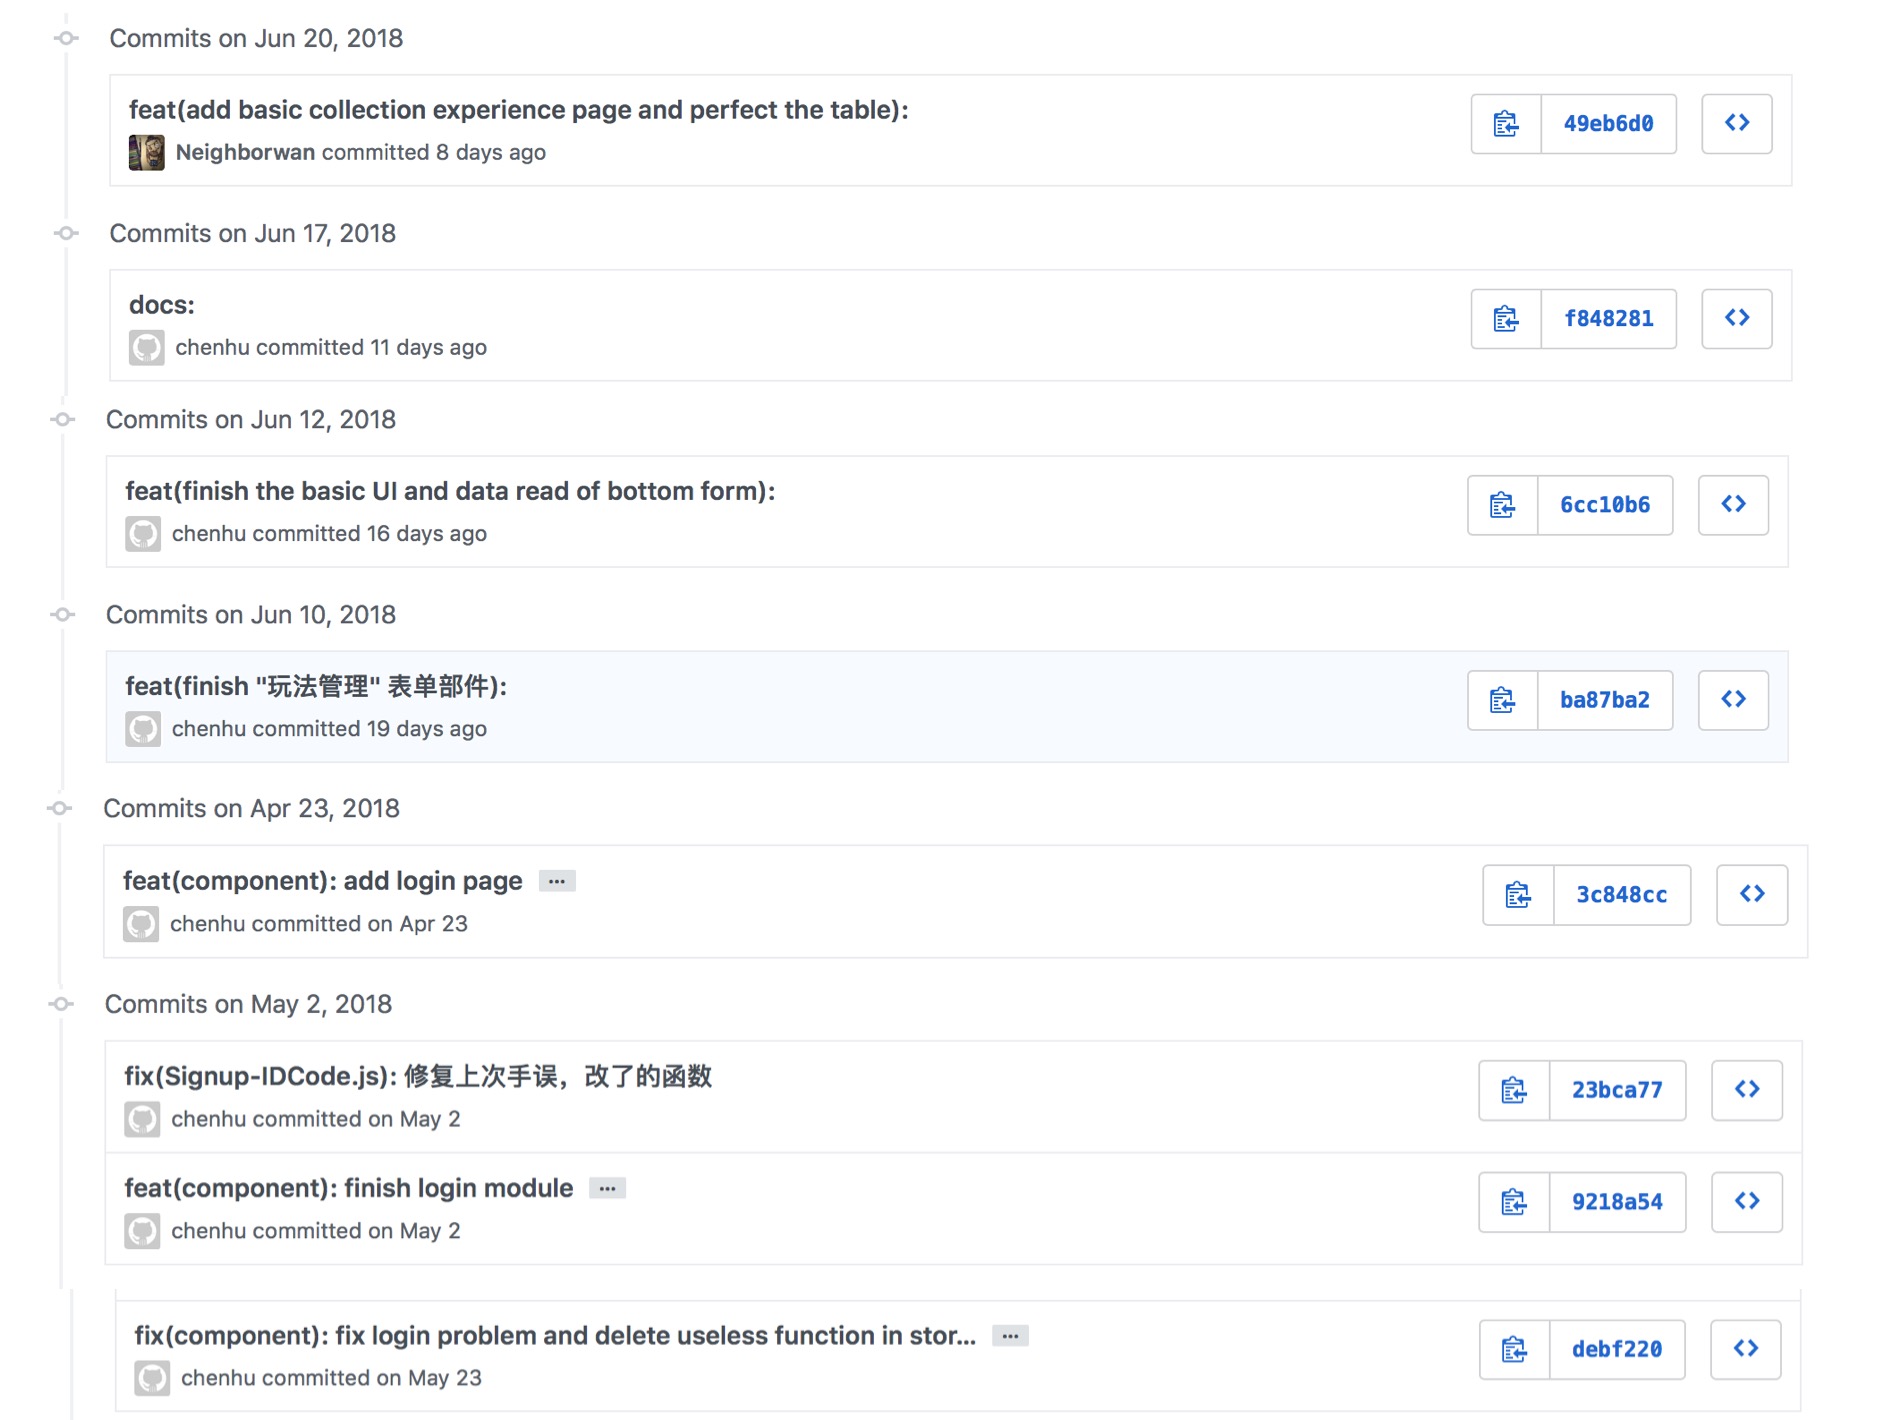 Commits on Jun 20, 2018
feat(add basic collection experience page and perfect the table):
49eb6d0
Neighborwan committed 8 days ago
Commits on Jun 17, 2018
docs:
f848281
chenhu committed 11 days ago
Commits on Jun 12, 2018
feat(finish the basic UI and data read of bottom form):
6cc10b6
chenhu committed 16 days ago
Commits on Jun 10, 2018
feat(finish "玩法管理" 表单部件):
ba87ba2
chenhu committed 19 days ago
Commits on Apr 23, 2018
feat(component): add login page ...
3c848cc
chenhu committed on Apr 23
Commits on May 2, 2018
fix(Signup-IDCode.js): 修复上次手误，改了的函数
23bca77
chenhu committed on May 2
feat(component): finish login module ...
9218a54
chenhu committed on May 2
fix(component): fix login problem and delete useless function in stor... ...
debf220
chenhu committed on May 23